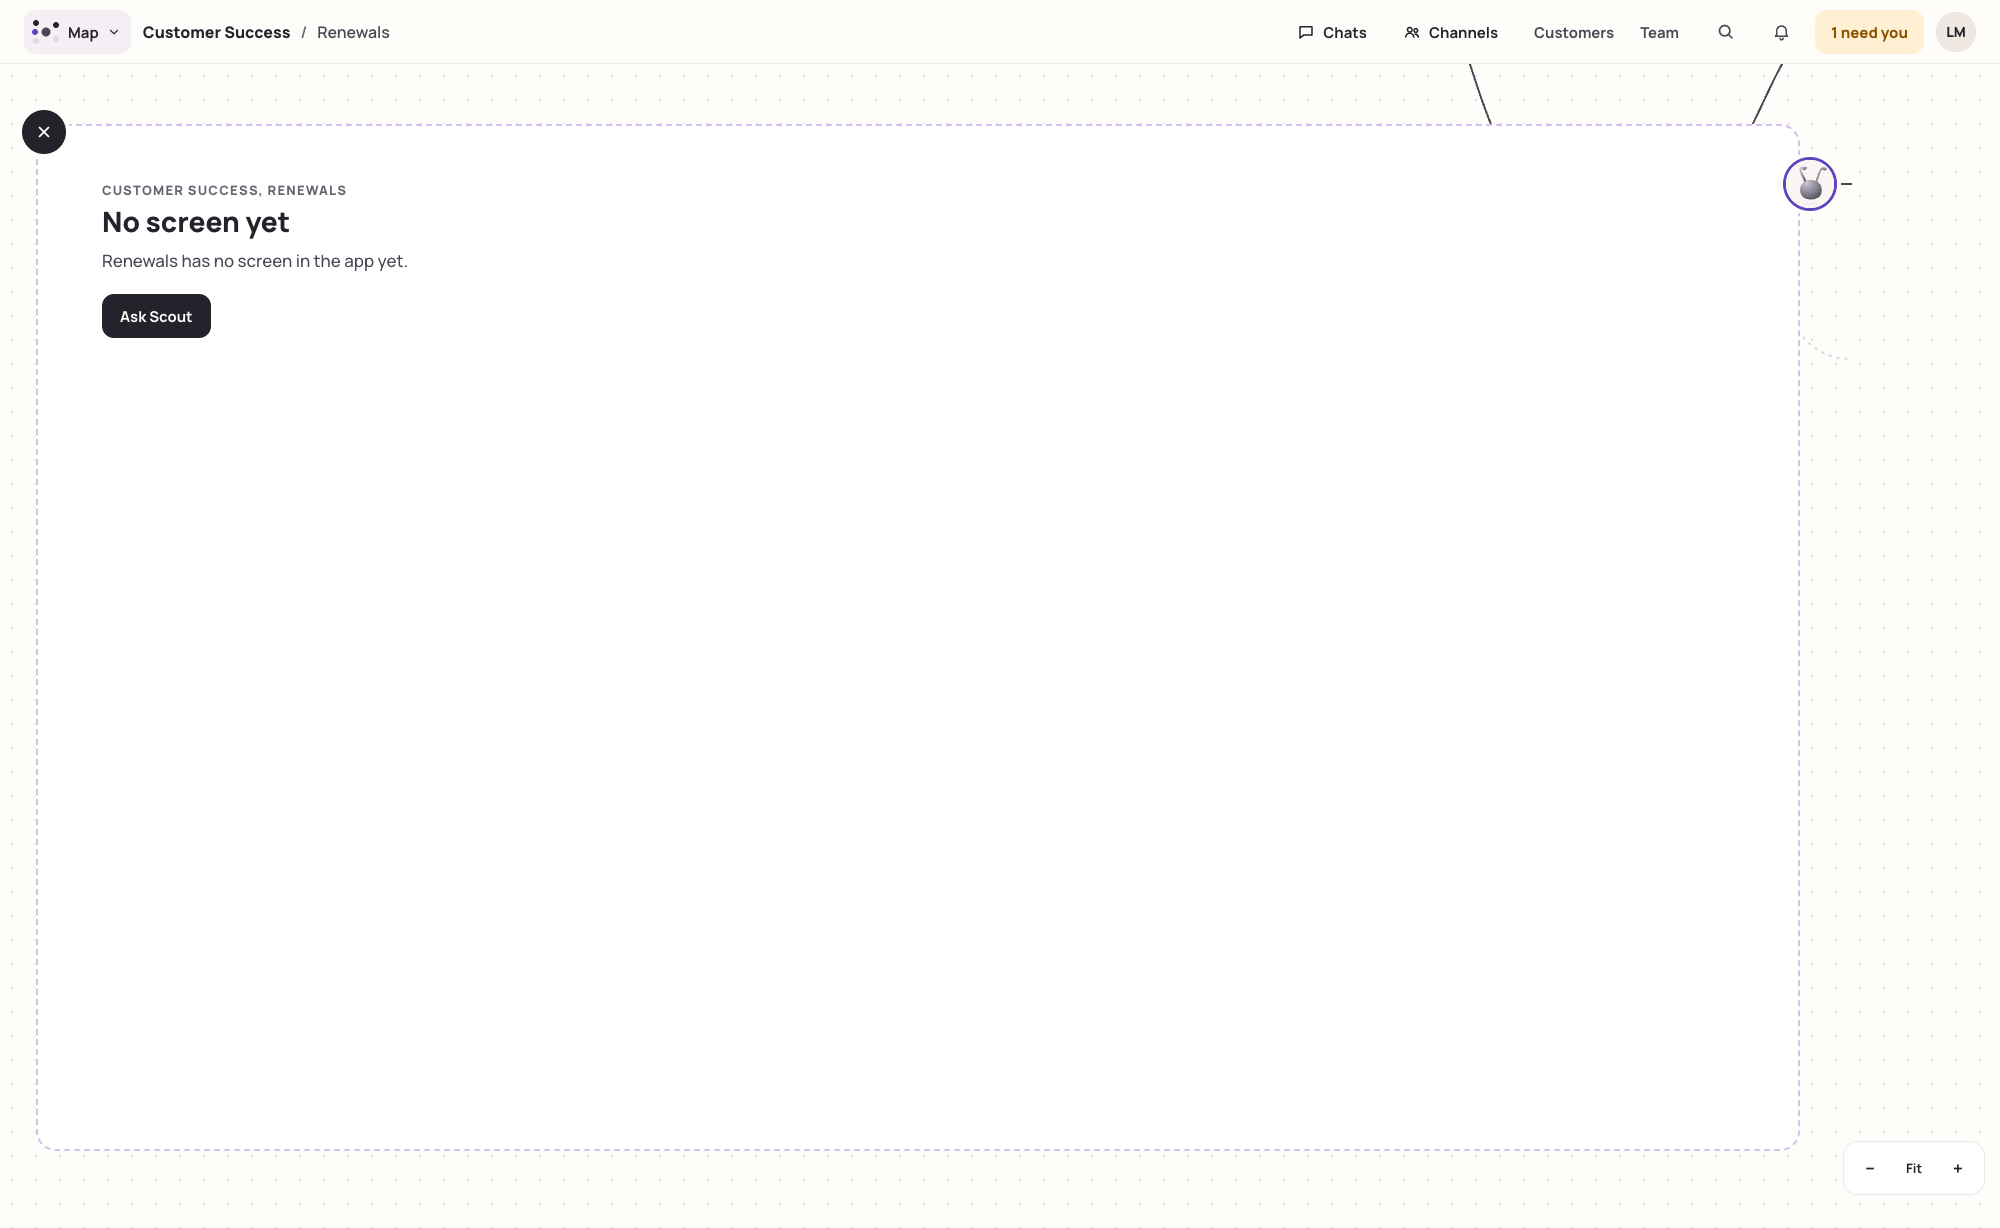 Map
Customer Success / Renewals
Chats
Channels
Customers
Team
1 need you
LM
CUSTOMER SUCCESS, RENEWALS
No screen yet
Renewals has no screen in the app yet.
Ask Scout
− Fit +